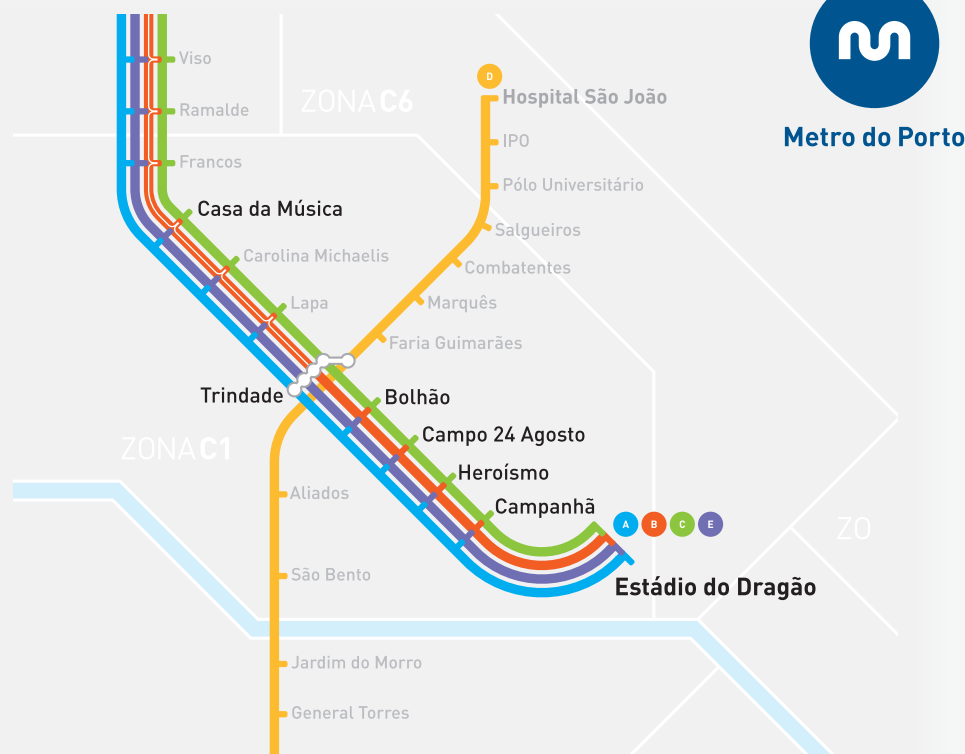 Metro do Porto
Viso
Ramalde
Francos
Casa da Música
Carolina Michaelis
Lapa
Trindade
Bolhão
Campo 24 Agosto
Heroísmo
Campanhã
A B C E
Estádio do Dragão
ZONA C6
D
Hospital São João
IPO
Pólo Universitário
Salgueiros
Combatentes
Marquês
Faria Guimarães
ZONA C1
Aliados
São Bento
Jardim do Morro
General Torres
ZO